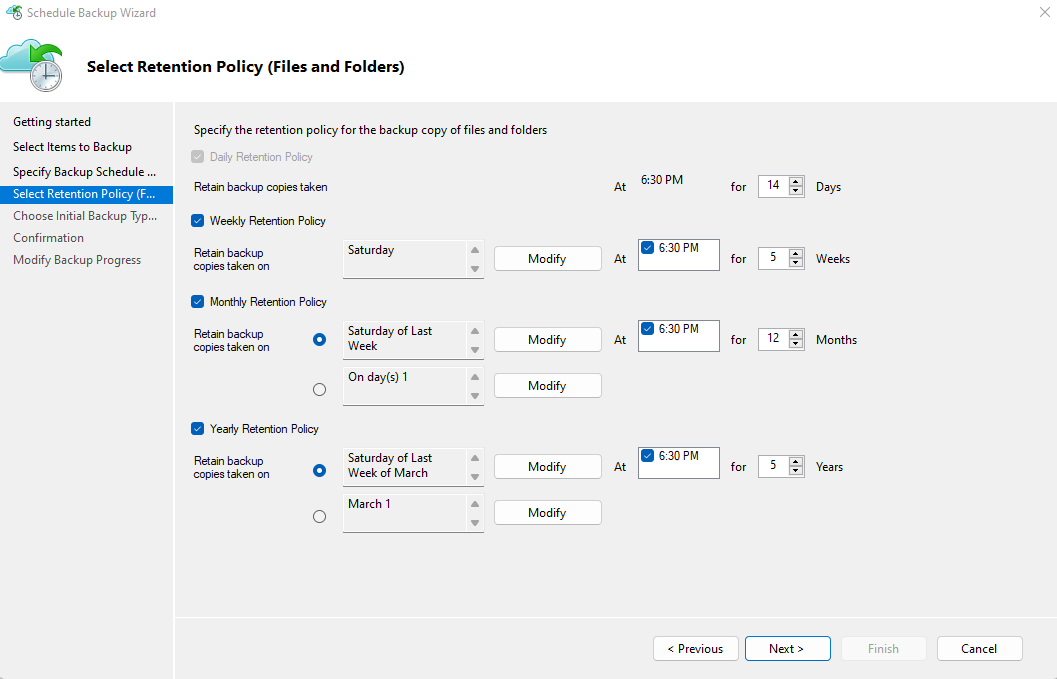 Schedule Backup Wizard
Select Retention Policy (Files and Folders)
Getting started
Select Items to Backup
Specify Backup Schedule ...
Select Retention Policy (F...
Choose Initial Backup Typ...
Confirmation
Modify Backup Progress
Specify the retention policy for the backup copy of files and folders
Daily Retention Policy
Retain backup copies taken At 6:30 PM for 14 Days
Weekly Retention Policy
Retain backup
copies taken on
Saturday
Modify At 6:30 PM for 5 Weeks
Monthly Retention Policy
Retain backup
copies taken on
Saturday of Last
Week
Modify At 6:30 PM for 12 Months
On day(s) 1
Modify
Yearly Retention Policy
Retain backup
copies taken on
Saturday of Last
Week of March
Modify At 6:30 PM for 5 Years
March 1
Modify
< Previous Next > Finish Cancel